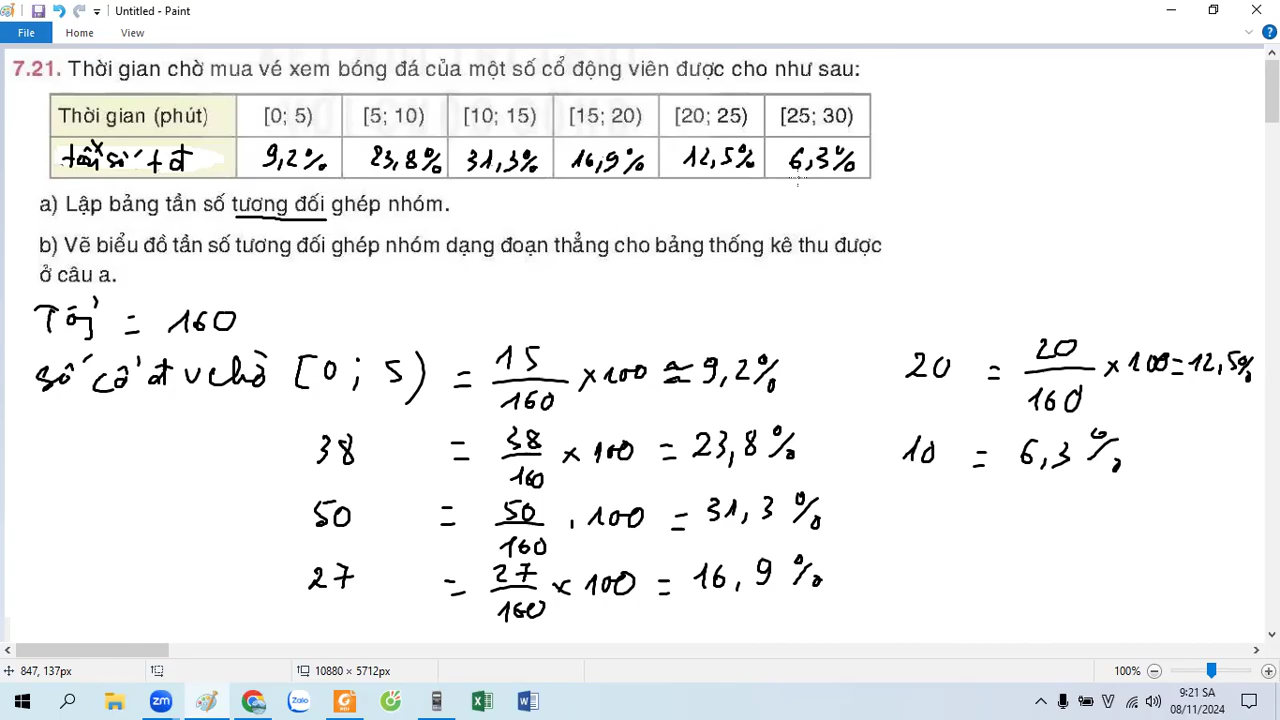 Untitled - Paint
File Home View
7.21. Thời gian chờ mua vé xem bóng đá của một số cổ động viên được cho như sau:
Thời gian (phút) [0; 5) [5; 10) [10; 15) [15; 20) [20; 25) [25; 30)
tần số t đ 9,2% 23,8% 31,3% 16,9% 12,5% 6,3%
a) Lập bảng tần số tương đối ghép nhóm.
b) Vẽ biểu đồ tần số tương đối ghép nhóm dạng đoạn thẳng cho bảng thống kê thu được
ở câu a.
Tổng = 160
số cổ đ v chờ [0 ; 5) = 15/160 × 100 ≈ 9,2%
38 = 38/160 × 100 = 23,8%
50 = 50/160 . 100 = 31,3%
27 = 27/160 × 100 = 16,9%
20 = 20/160 × 100 = 12,5%
10 = 6,3%
847, 137px
10880 × 5712px
100%
9:21 SA
08/11/2024